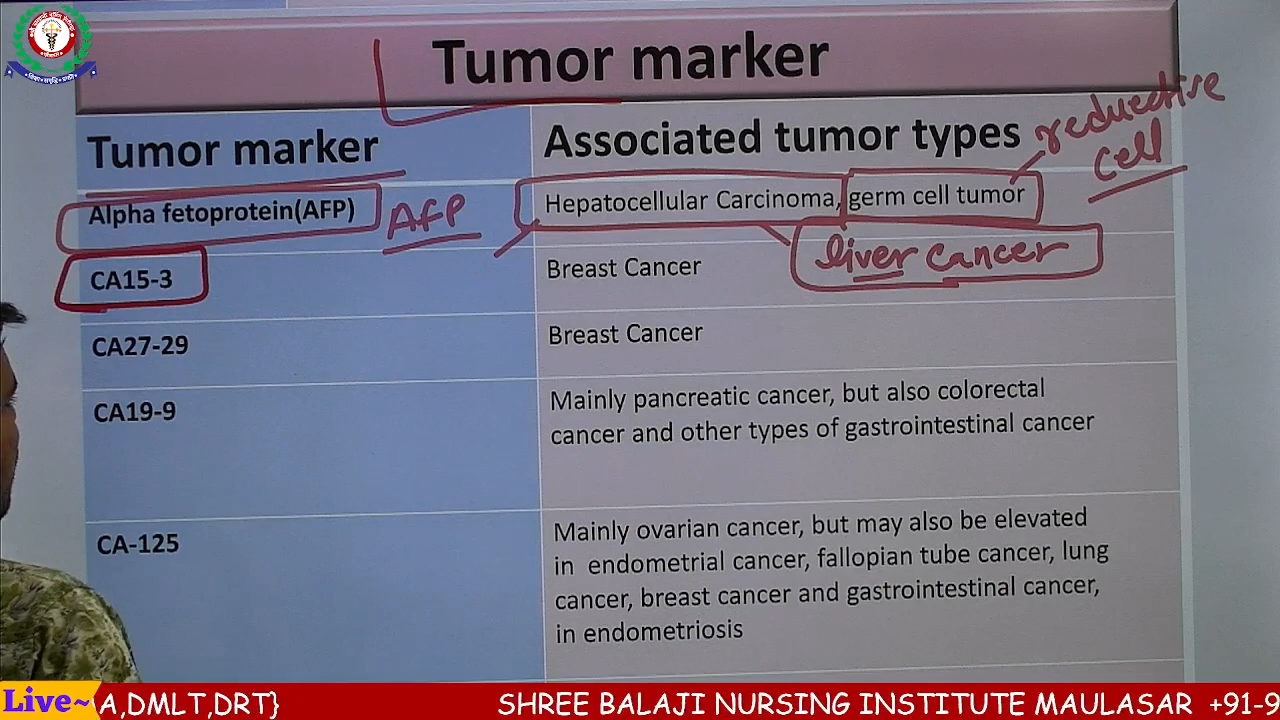 Tumor marker
Tumor marker
Associated tumor types
reductive
cell
Alpha fetoprotein(AFP)
AFP
Hepatocellular Carcinoma, germ cell tumor
liver cancer
CA15-3
Breast Cancer
CA27-29
Breast Cancer
CA19-9
Mainly pancreatic cancer, but also colorectal
cancer and other types of gastrointestinal cancer
CA-125
Mainly ovarian cancer, but may also be elevated
in endometrial cancer, fallopian tube cancer, lung
cancer, breast cancer and gastrointestinal cancer,
in endometriosis
Live~ A,DMLT,DRT} SHREE BALAJI NURSING INSTITUTE MAULASAR +91-9